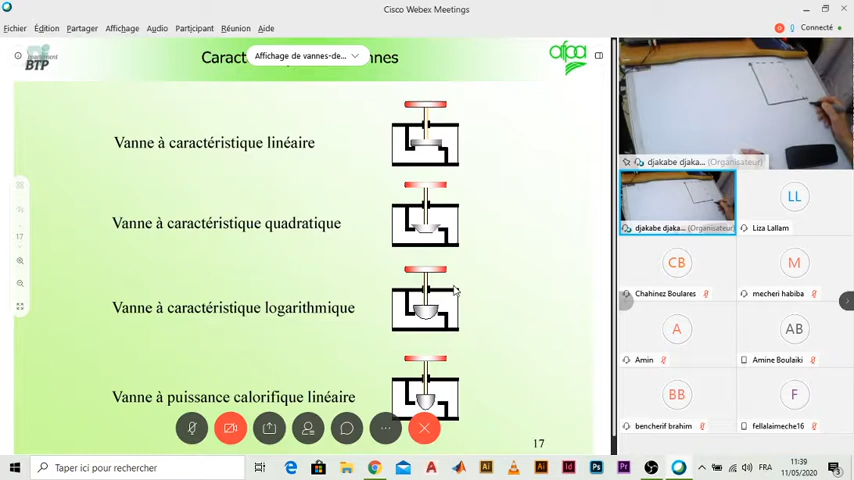 Cisco Webex Meetings
Fichier Édition Partager Affichage Audio Participant Réunion Aide
Connecté
BTP
Affichage de vannes-de...
afpa
Vanne à caractéristique linéaire
Vanne à caractéristique quadratique
Vanne à caractéristique logarithmique
Vanne à puissance calorifique linéaire
17
17
djakabe djaka... (Organisateur)
djakabe djaka... (Organisateur)
LL
Liza Lallam
CB
Chahinez Boulares
M
mecheri habiba
A
Amin
AB
Amine Boulaiki
BB
bencherif brahim
F
fellalaimeche16
Taper ici pour rechercher
FRA
11:39
11/05/2020
3